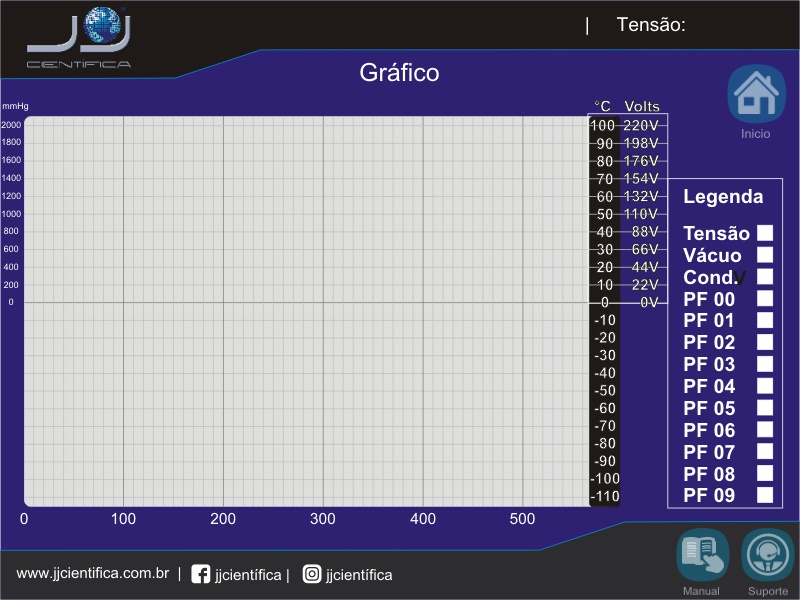 JJ
CIENTÍFICA
| Tensão:
Gráfico
Inicio
mmHg
2000
1800
1600
1400
1200
1000
800
600
400
200
0
°C Volts
100 220V
90 198V
80 176V
70 154V
60 132V
50 110V
40 88V
30 66V
20 44V
10 22V
0 0V
-10
-20
-30
-40
-50
-60
-70
-80
-90
-100
-110
0 100 200 300 400 500
Legenda
Tensão
Vácuo
Cond.V
PF 00
PF 01
PF 02
PF 03
PF 04
PF 05
PF 06
PF 07
PF 08
PF 09
www.jjcientifica.com.br | jjcientífica | jjcientífica
Manual
Suporte